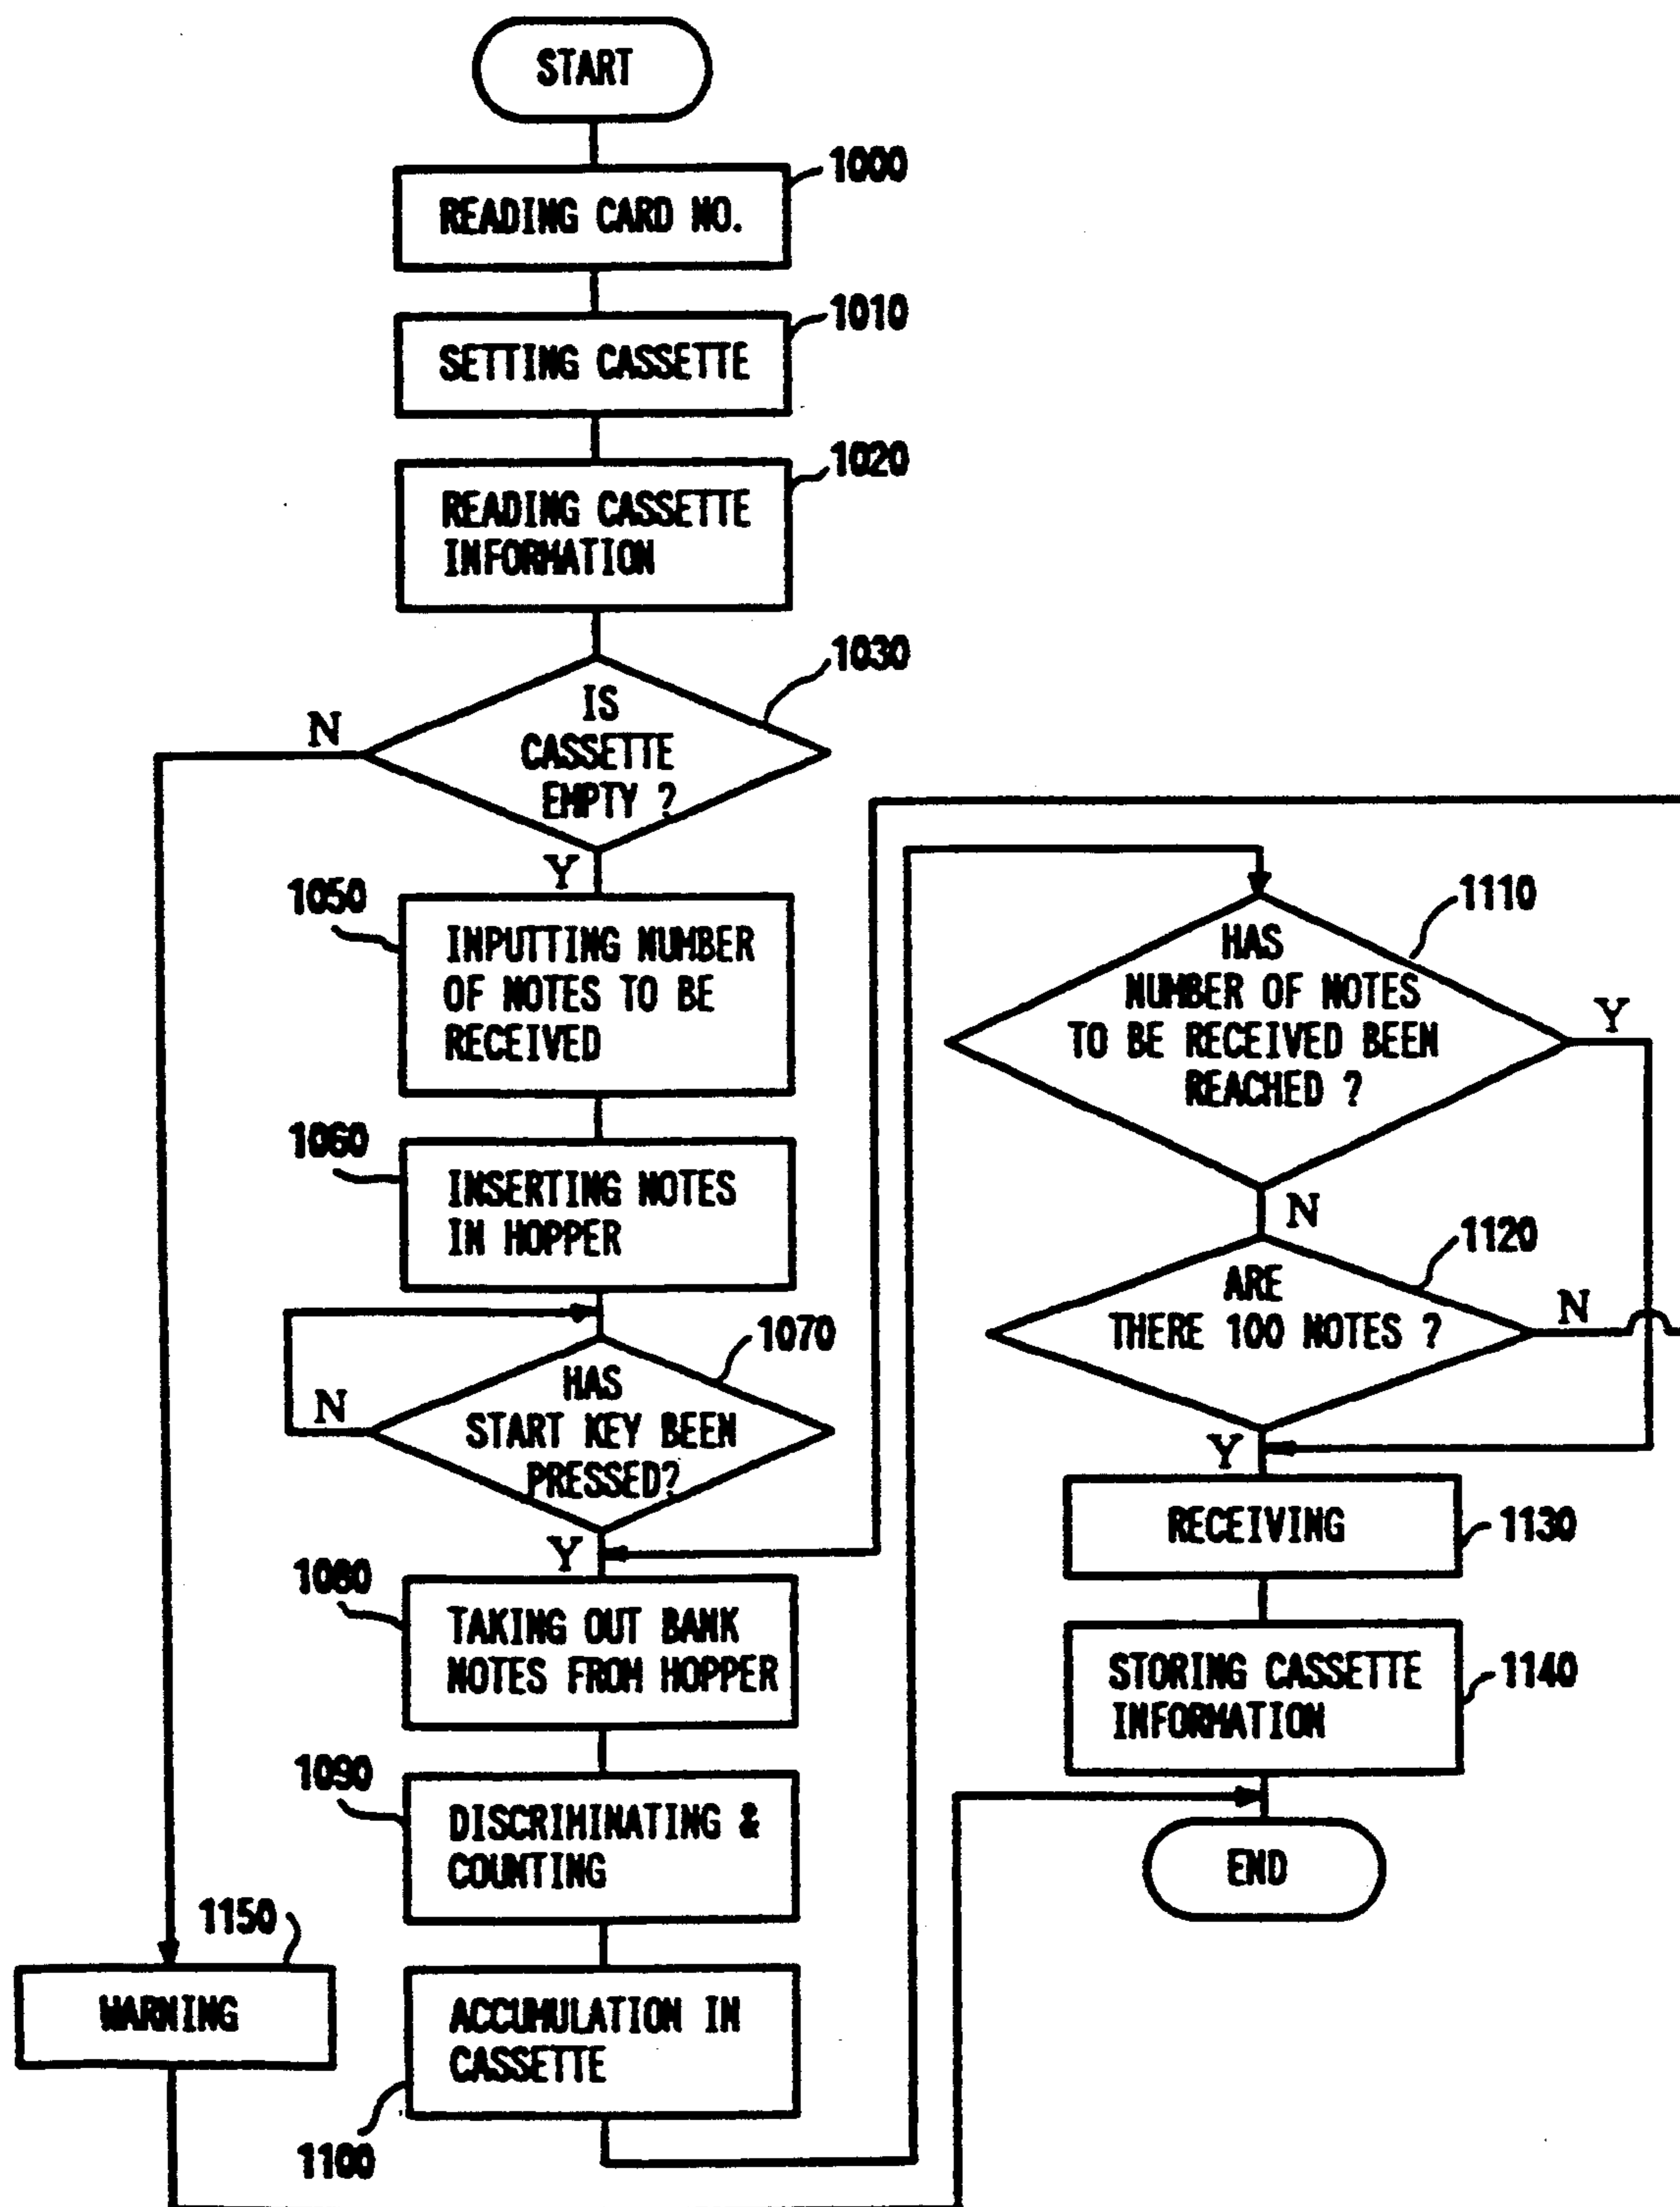 START
1000
READING CARD NO.
1010
SETTING CASSETTE
1020
READING CASSETTE
INFORMATION
1030
IS
CASSETTE
EMPTY ?
N
Y
1050
INPUTTING NUMBER
OF NOTES TO BE
RECEIVED
1060
INSERTING NOTES
IN HOPPER
1070
HAS
START KEY BEEN
PRESSED?
N
Y
1080
TAKING OUT BANK
NOTES FROM HOPPER
1090
DISCRIMINATING &
COUNTING
1100
ACCUMULATION IN
CASSETTE
1150
WARNING
1110
HAS
NUMBER OF NOTES
TO BE RECEIVED BEEN
REACHED ?
Y
N
1120
ARE
THERE 100 NOTES ?
N
Y
RECEIVING
1130
STORING CASSETTE
INFORMATION
1140
END